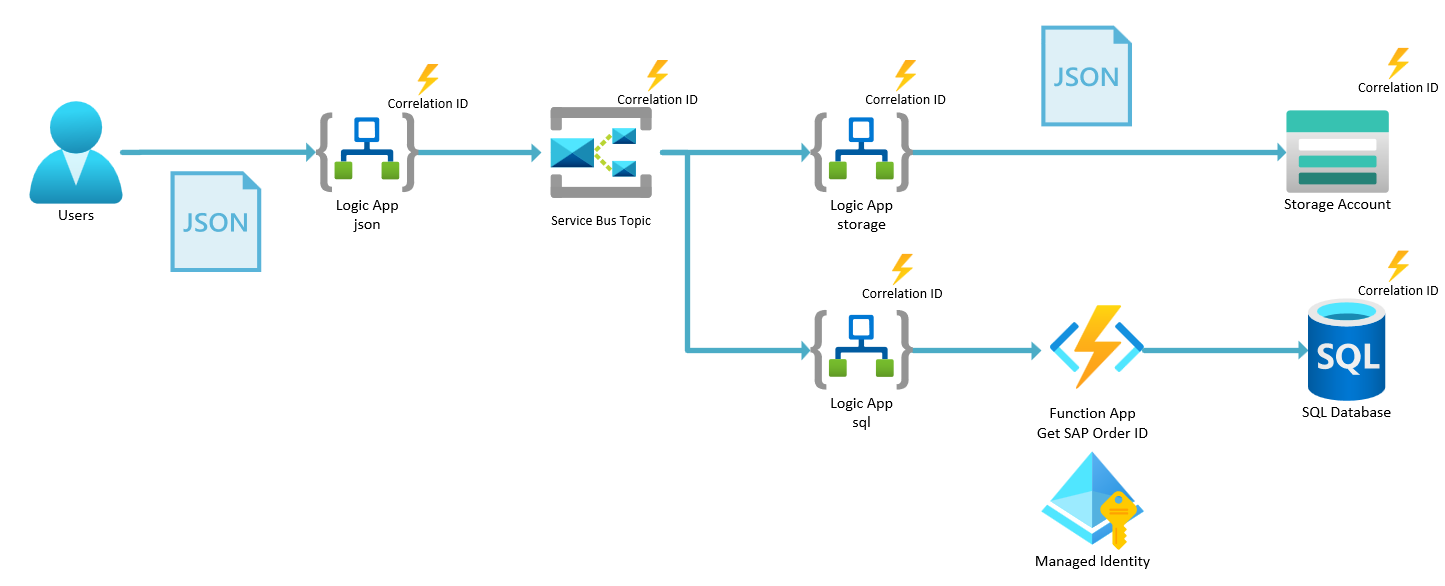 JSON
Correlation ID
Correlation ID
Correlation ID
Correlation ID
Users
JSON
Logic App
json
Service Bus Topic
Logic App
storage
Storage Account
Correlation ID
Correlation ID
SQL
Logic App
sql
Function App
Get SAP Order ID
SQL Database
Managed Identity